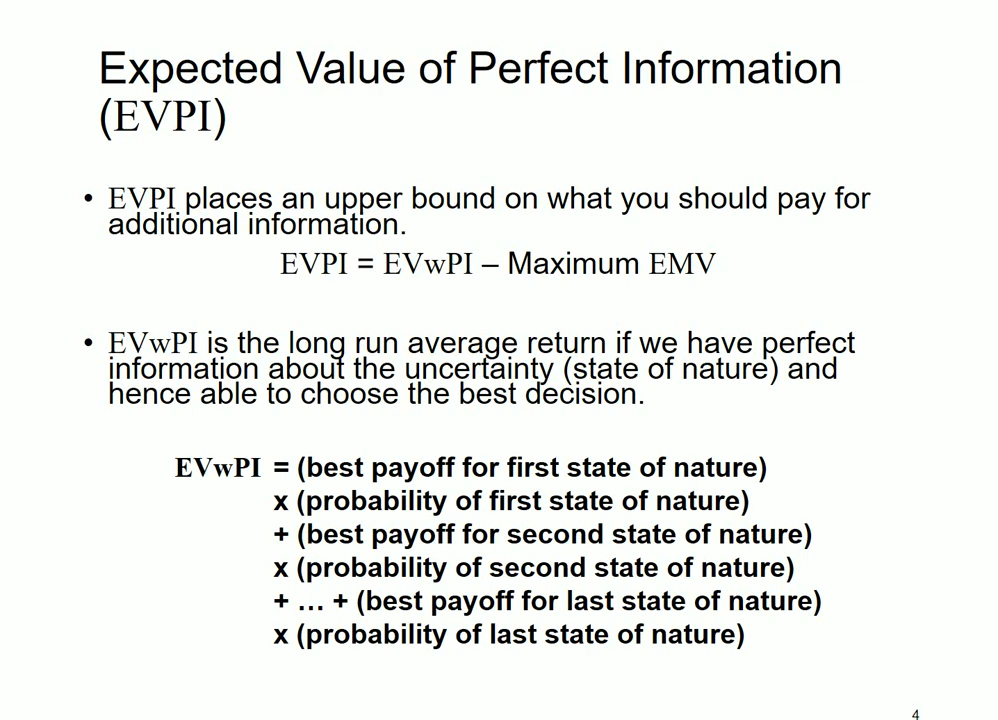 Expected Value of Perfect Information
(EVPI)
• EVPI places an upper bound on what you should pay for
additional information.
EVPI = EVwPI – Maximum EMV
• EVwPI is the long run average return if we have perfect
information about the uncertainty (state of nature) and
hence able to choose the best decision.
EVwPI = (best payoff for first state of nature)
x (probability of first state of nature)
+ (best payoff for second state of nature)
x (probability of second state of nature)
+ … + (best payoff for last state of nature)
x (probability of last state of nature)
4